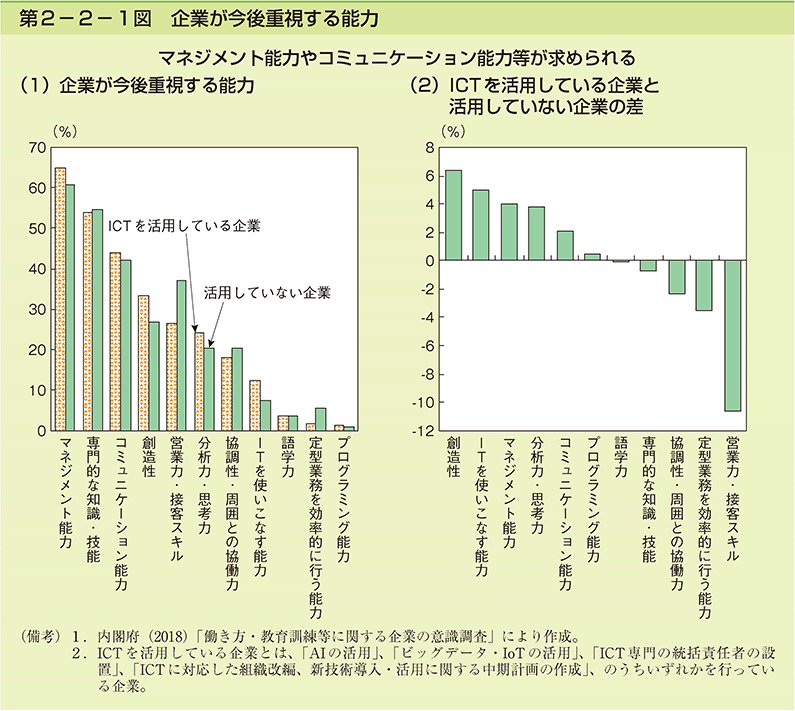 第2－2－1図　企業が今後重視する能力
マネジメント能力やコミュニケーション能力等が求められる
（1）企業が今後重視する能力
（%）
70
60
50
40
30
20
10
0
ICTを活用している企業
活用していない企業
マネジメント能力
専門的な知識・技能
コミュニケーション能力
創造性
営業力・接客スキル
分析力・思考力
協調性・周囲との協働力
ITを使いこなす能力
語学力
定型業務を効率的に行う能力
プログラミング能力
（2）ICTを活用している企業と
活用していない企業の差
（%）
8
6
4
2
0
-2
-4
-6
-8
-10
-12
創造性
ITを使いこなす能力
マネジメント能力
分析力・思考力
コミュニケーション能力
プログラミング能力
語学力
専門的な知識・技能
協調性・周囲との協働力
定型業務を効率的に行う能力
営業力・接客スキル
（備考）1．内閣府（2018）「働き方・教育訓練等に関する企業の意識調査」により作成。
2．ICTを活用している企業とは、「AIの活用」、「ビッグデータ・IoTの活用」、「ICT専門の統括責任者の設
置」、「ICTに対応した組織改編、新技術導入・活用に関する中期計画の作成」、のうちいずれかを行ってい
る企業。